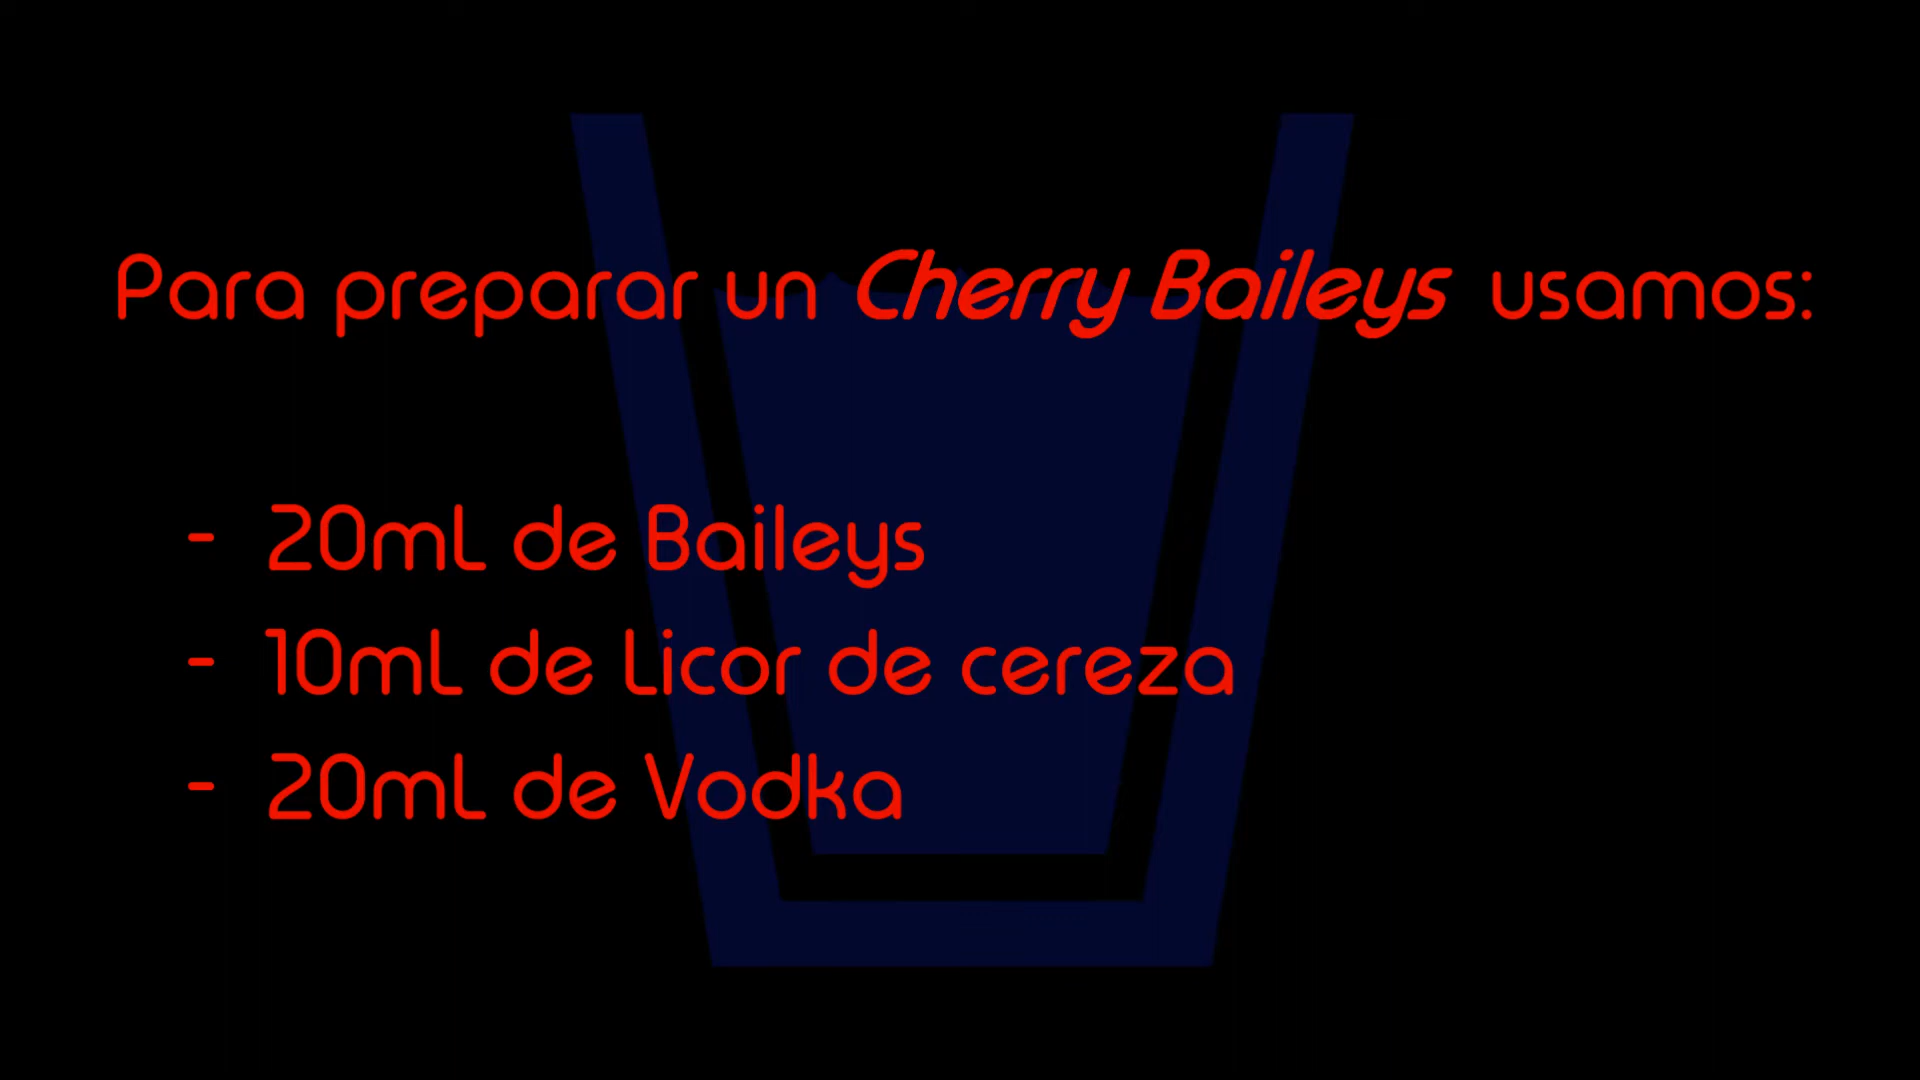 Para preparar un Cherry Baileys usamos:
- 20mL de Baileys
- 10mL de Licor de cereza
- 20mL de Vodka